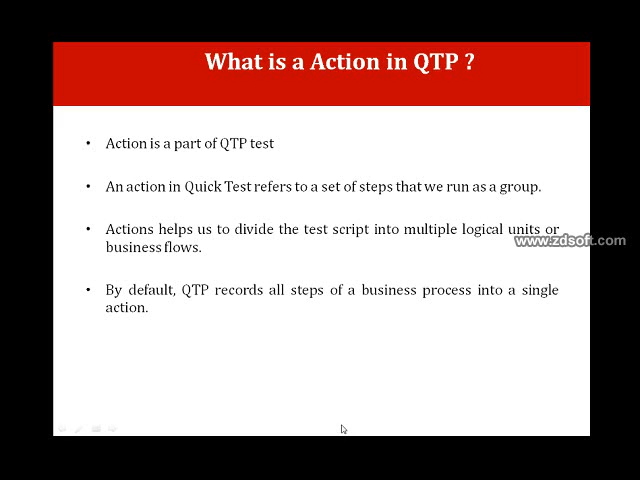 What is a Action in QTP ?
• Action is a part of QTP test
• An action in Quick Test refers to a set of steps that we run as a group.
• Actions helps us to divide the test script into multiple logical units or
business flows.
www.zdsoft.com
• By default, QTP records all steps of a business process into a single
action.